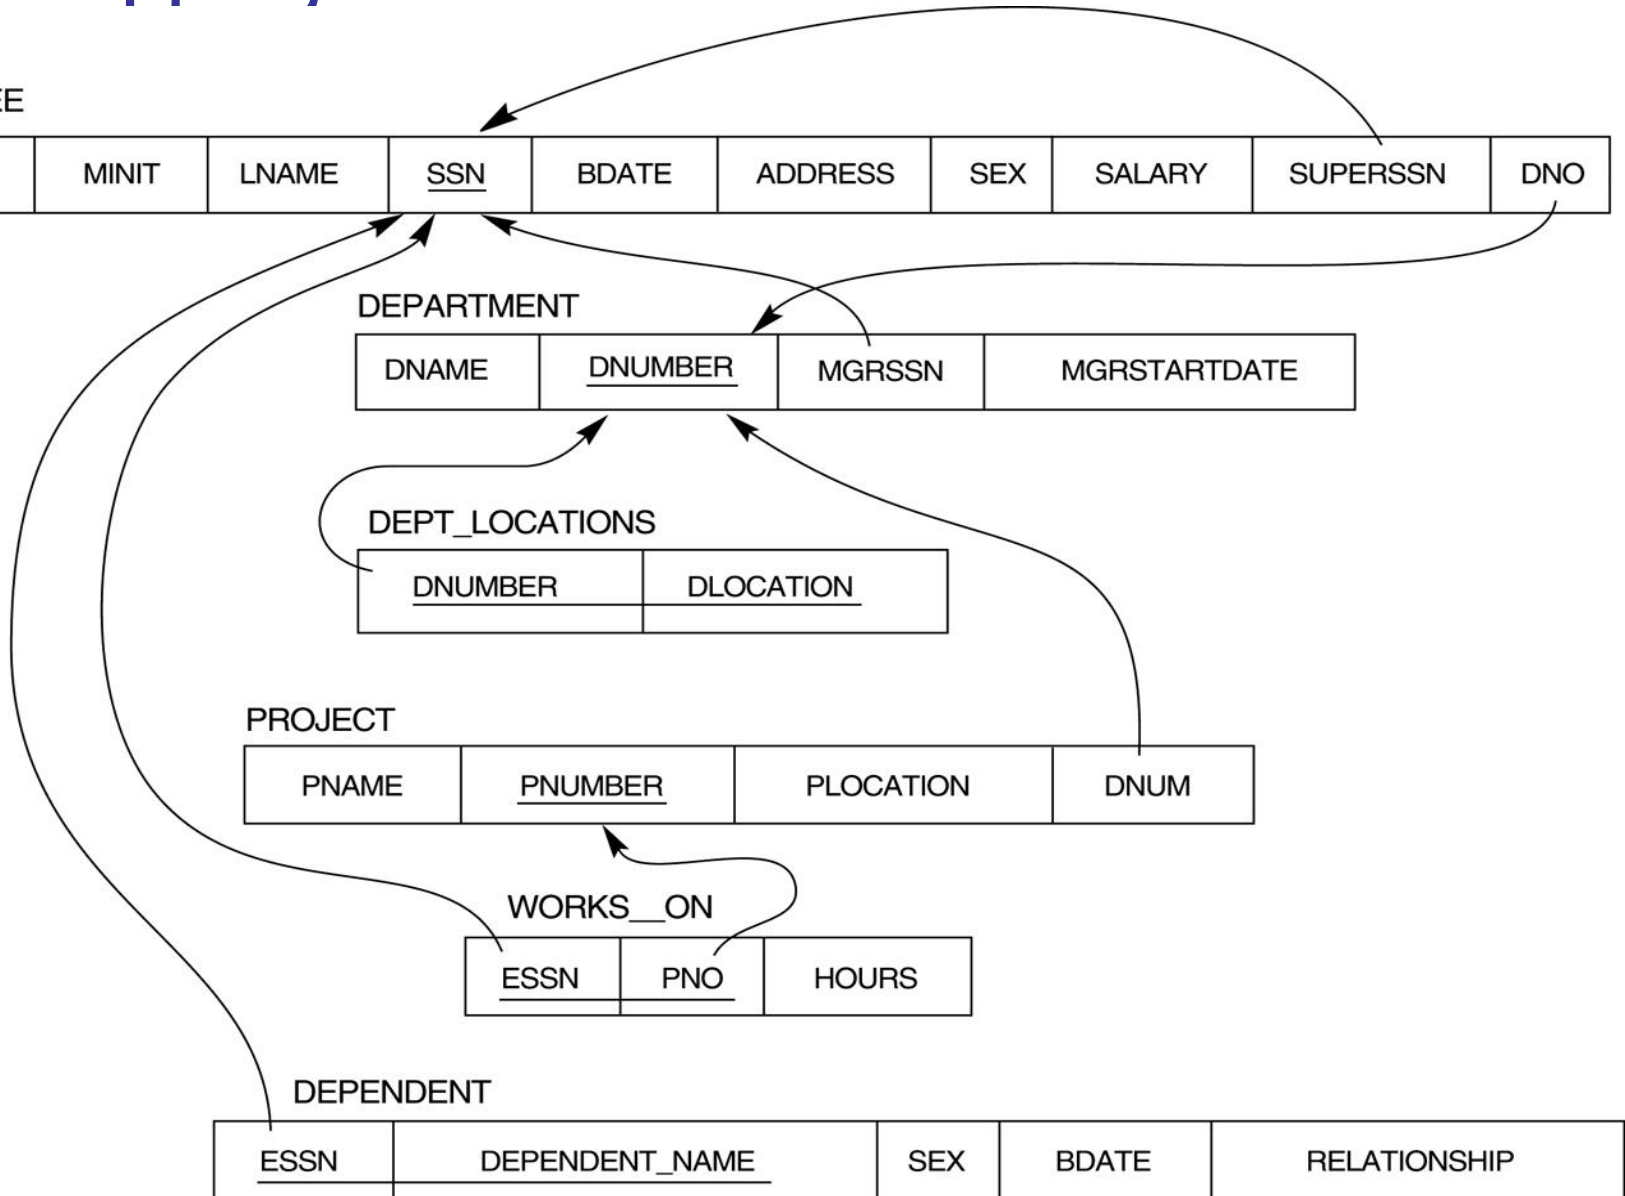 EE
MINIT LNAME SSN BDATE ADDRESS SEX SALARY SUPERSSN DNO
DEPARTMENT
DNAME DNUMBER MGRSSN MGRSTARTDATE
DEPT_LOCATIONS
DNUMBER DLOCATION
PROJECT
PNAME PNUMBER PLOCATION DNUM
WORKS__ON
ESSN PNO HOURS
DEPENDENT
ESSN DEPENDENT_NAME SEX BDATE RELATIONSHIP